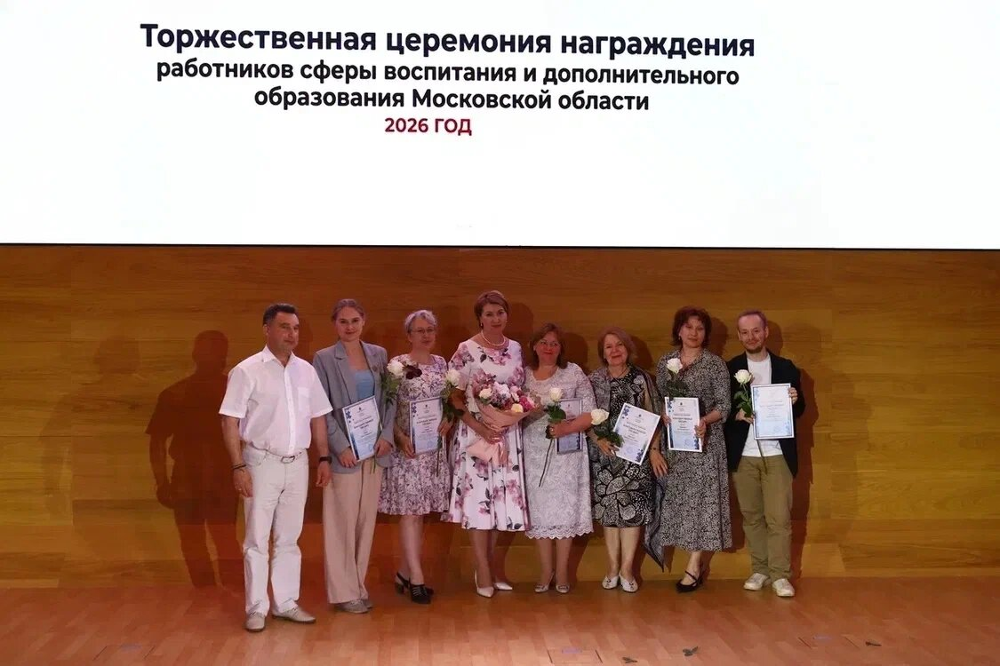 Торжественная церемония награждения
работников сферы воспитания и дополнительного
образования Московской области
2026 ГОД